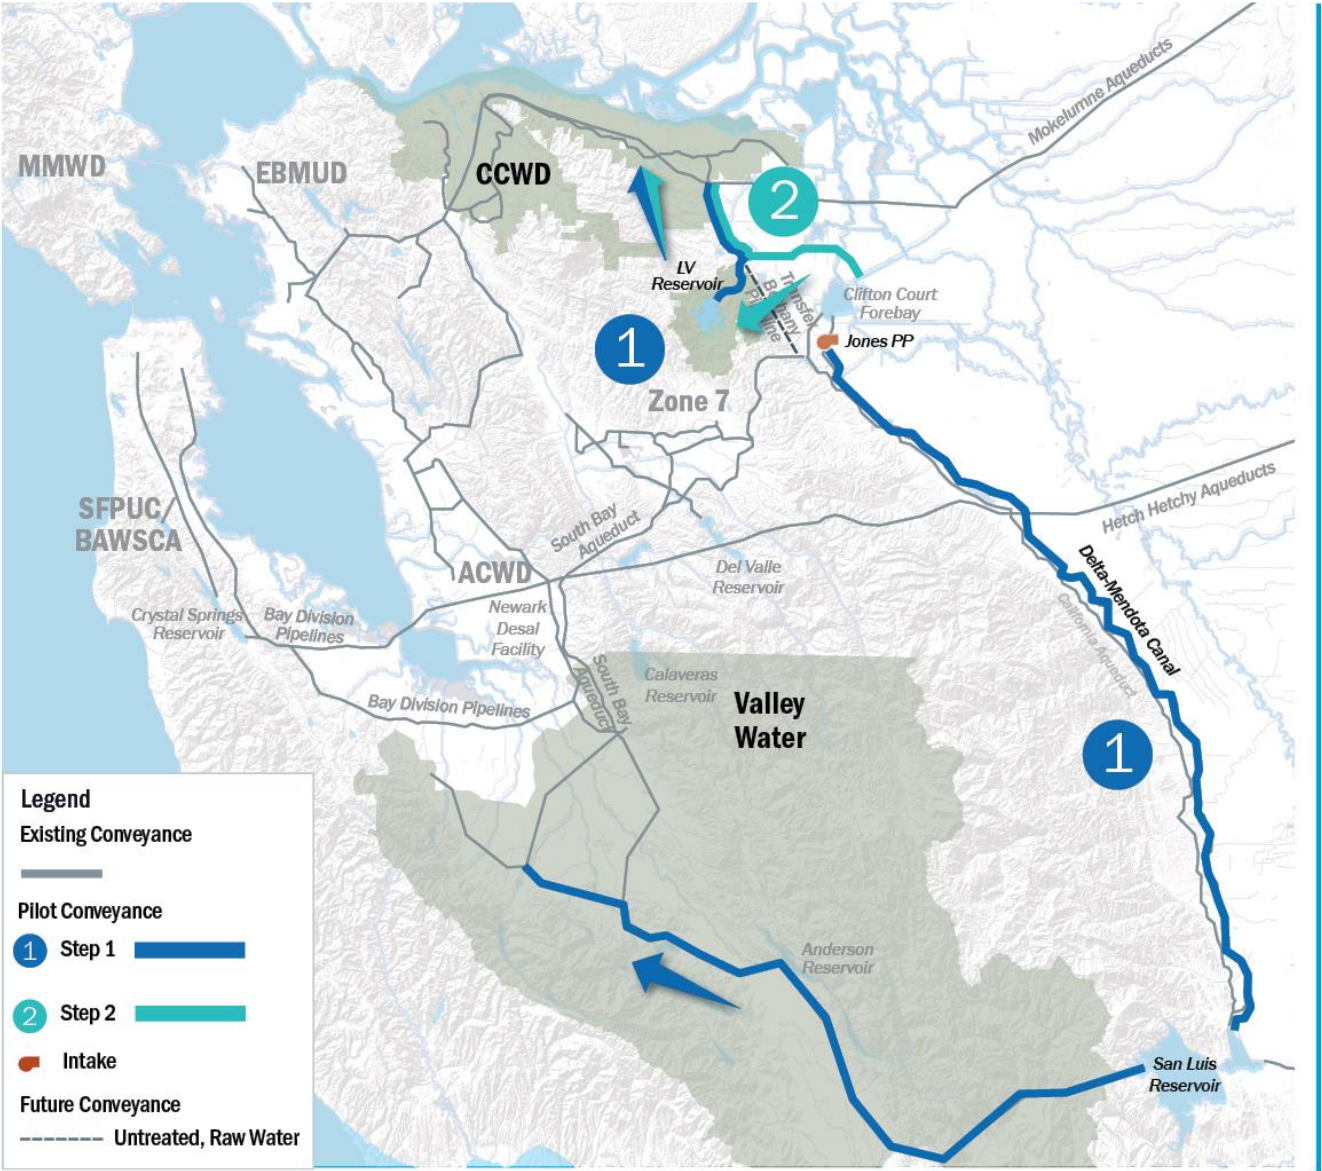 Mokelumne Aqueducts
MMWD
EBMUD
CCWD
2
LV
Reservoir
Transfer
Bethany
Pipeline
Clifton Court
Forebay
1
Jones PP
Zone 7
SFPUC/
BAWSCA
South Bay
Aqueduct
Hetch Hetchy Aqueducts
ACWD
Del Valle
Reservoir
Delta-Mendota Canal
California Aqueduct
Crystal Springs
Reservoir
Bay Division
Pipelines
Newark
Desal
Facility
South Bay
Aqueduct
Calaveras
Reservoir
Bay Division Pipelines
Valley
Water
1
Anderson
Reservoir
San Luis
Reservoir
Legend
Existing Conveyance
Pilot Conveyance
1 Step 1
2 Step 2
Intake
Future Conveyance
Untreated, Raw Water